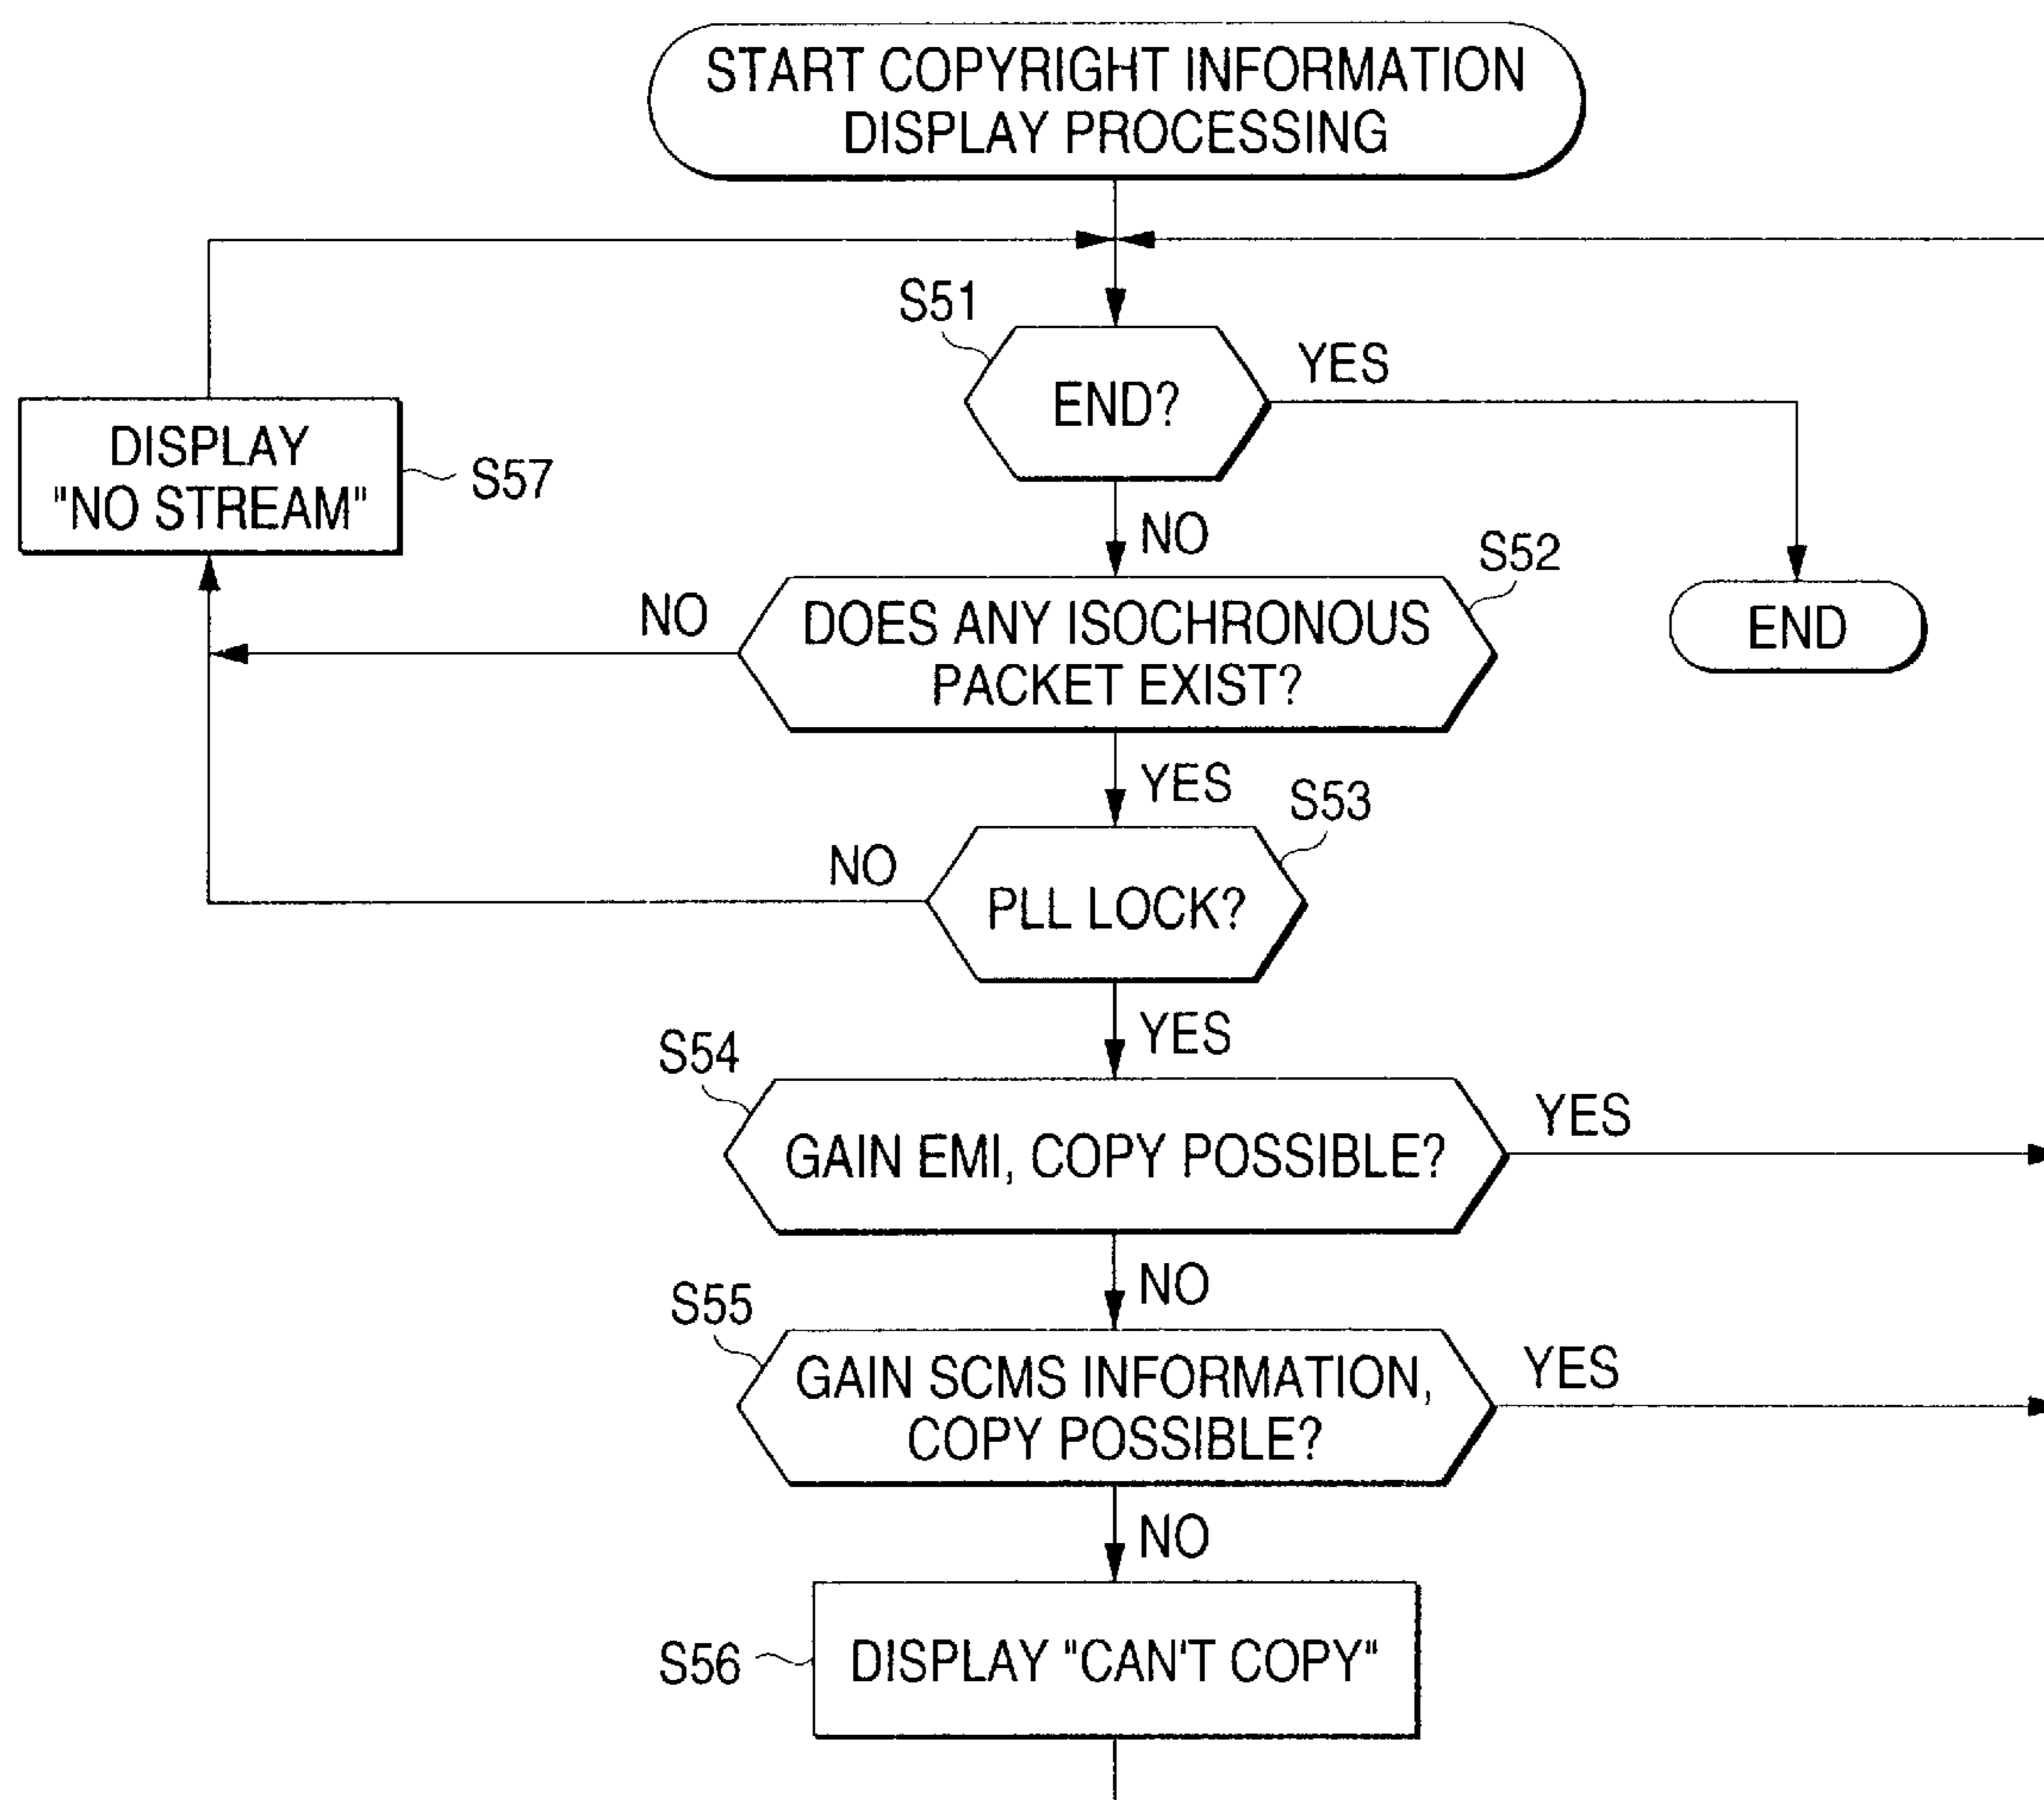 START COPYRIGHT INFORMATION
DISPLAY PROCESSING
S51
END?
YES
DISPLAY
"NO STREAM"
S57
NO
S52
END
NO
DOES ANY ISOCHRONOUS
PACKET EXIST?
YES
S53
NO
PLL LOCK?
YES
S54
GAIN EMI, COPY POSSIBLE?
YES
NO
S55
GAIN SCMS INFORMATION,
COPY POSSIBLE?
YES
NO
S56
DISPLAY "CAN'T COPY"